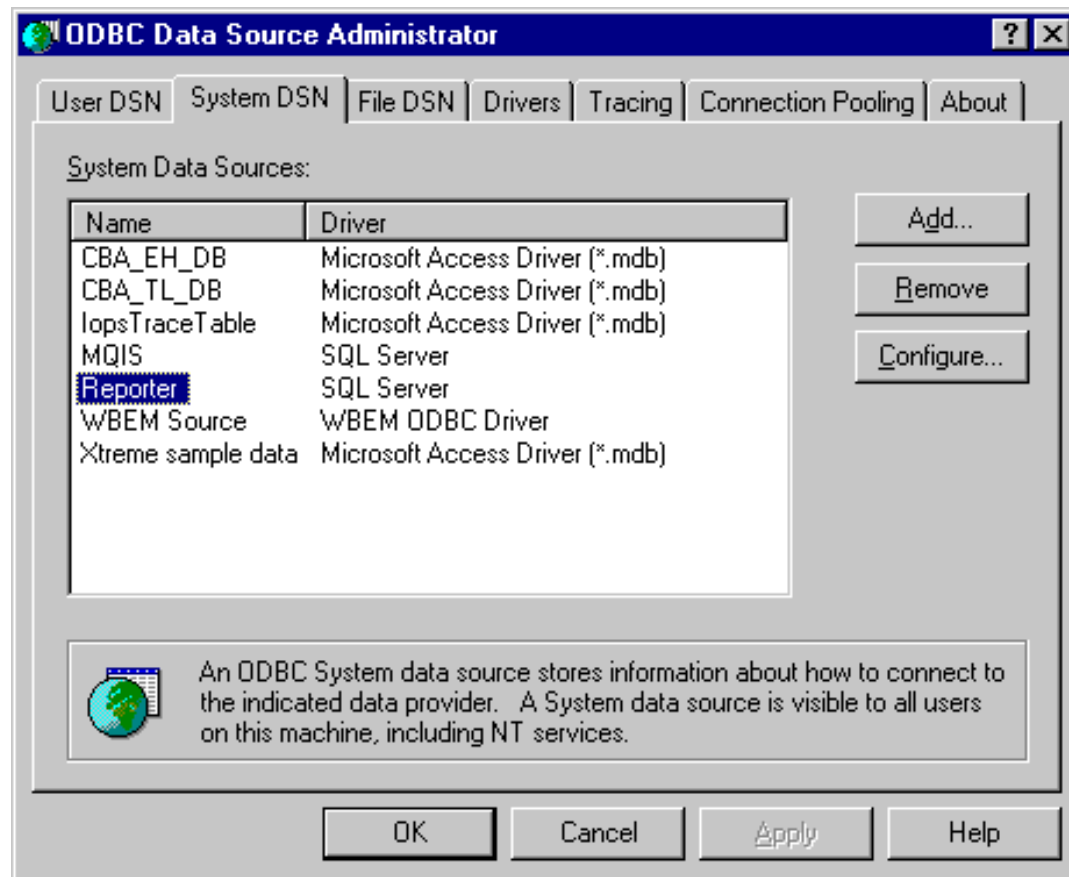 ODBC Data Source Administrator
User DSN System DSN File DSN Drivers Tracing Connection Pooling About
System Data Sources:
Name Driver
CBA_EH_DB Microsoft Access Driver (*.mdb)
CBA_TL_DB Microsoft Access Driver (*.mdb)
IopsTraceTable Microsoft Access Driver (*.mdb)
MQIS SQL Server
Reporter SQL Server
WBEM Source WBEM ODBC Driver
Xtreme sample data Microsoft Access Driver (*.mdb)
Add...
Remove
Configure...
An ODBC System data source stores information about how to connect to
the indicated data provider. A System data source is visible to all users
on this machine, including NT services.
OK Cancel Apply Help